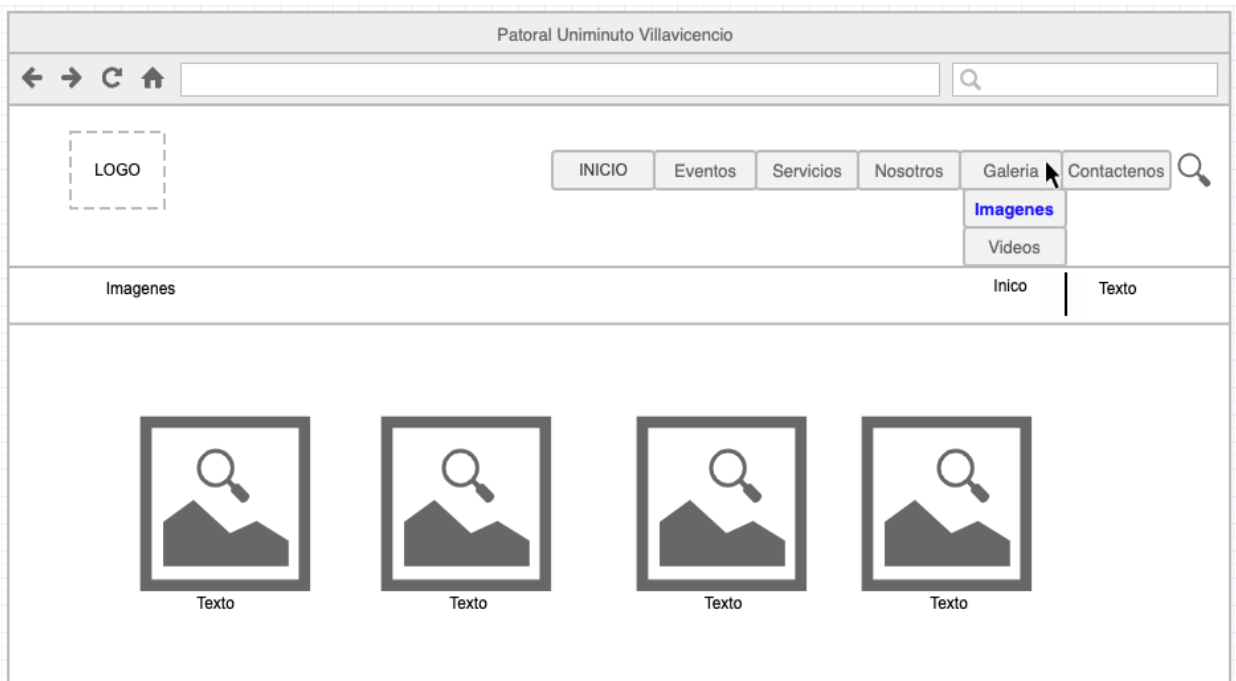 Patoral Uniminuto Villavicencio
LOGO
INICIO Eventos Servicios Nosotros Galeria Contactenos
Imagenes
Videos
Imagenes Inico Texto
Texto Texto Texto Texto